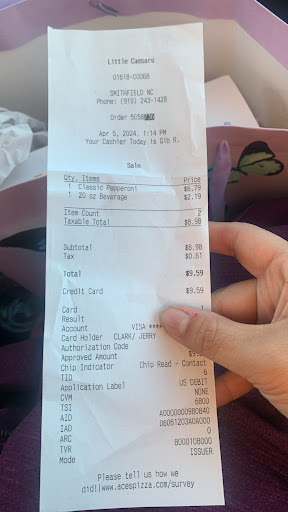 Little Caesars
01618-00068
SMITHFIELD NC
Phone: (919) 243-1428
Order 5058
Apr 5, 2024, 1:14 PM
Your Cashier Today is Gib R.
Sale
Qty. Items Price
1 Classic Pepperoni $6.79
1 20 oz Beverage $2.19
Item Count 2
Taxable Total $8.98
Subtotal $8.98
Tax $0.61
Total $9.59
Credit Card $9.59
Card
Result
Account VISA ****
Card Holder CLARK/ JERRY
Authorization Code
Approved Amount
Chip Indicator Chip Read - Contact
TID 6
Application Label US DEBIT
CVM NONE
TSI 6800
AID A0000000980840
IAD 06061203A0A000
ARC 0
TVR 8000108000
Mode ISSUER
Please tell us how we
did!|www.acespizza.com/survey